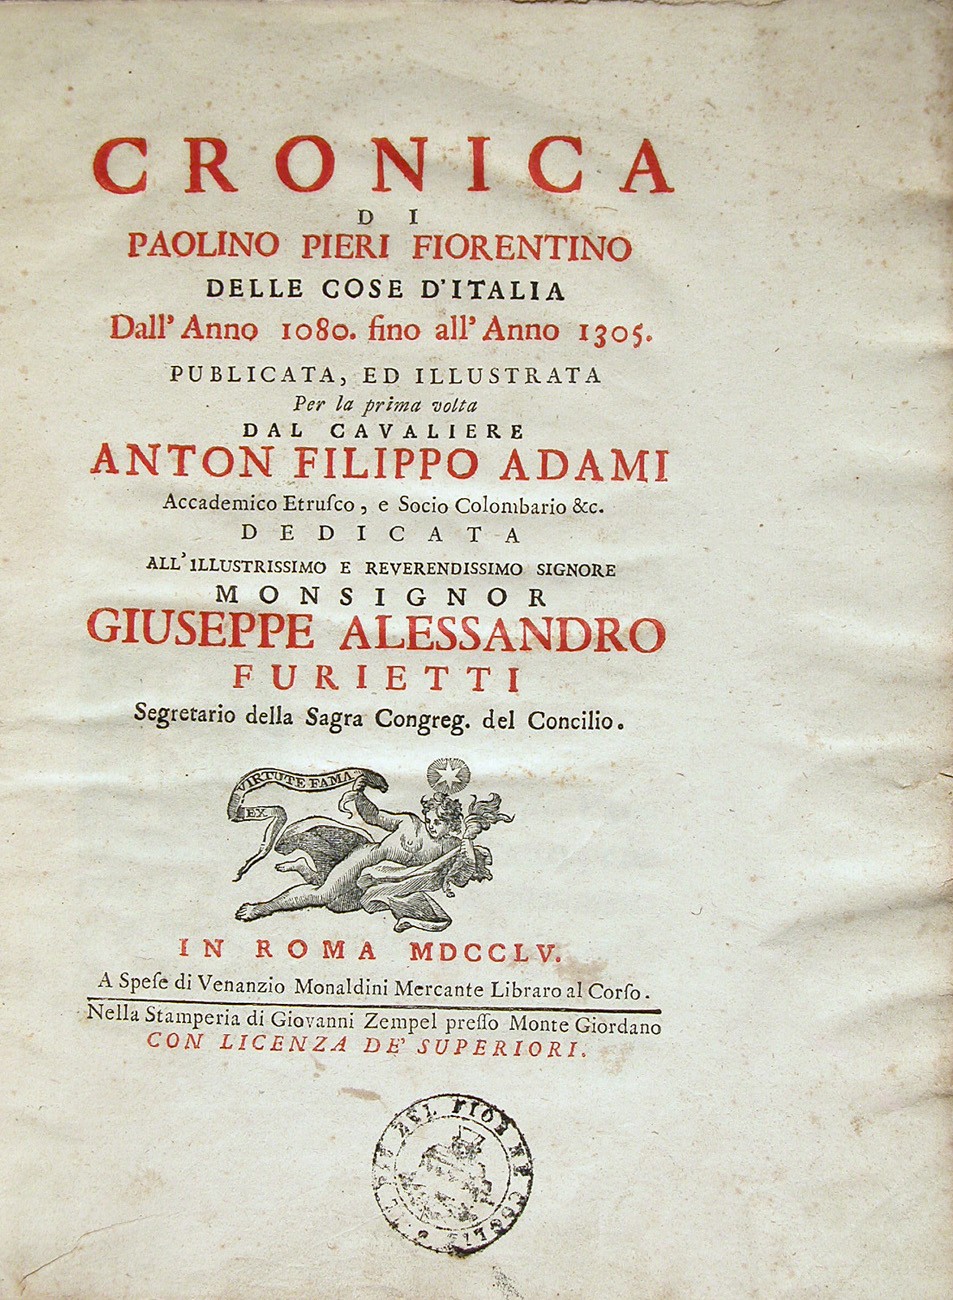 CRONICA
DI
PAOLINO PIERI FIORENTINO
DELLE COSE D'ITALIA
Dall' Anno 1080. fino all' Anno 1305.
PUBLICATA, ED ILLUSTRATA
Per la prima volta
DAL CAVALIERE
ANTON FILIPPO ADAMI
Accademico Etruſco, e Socio Colombario &c.
DEDICATA
ALL'ILLUSTRISSIMO E REVERENDISSIMO SIGNORE
MONSIGNOR
GIUSEPPE ALESSANDRO
FURIETTI
Segretario della Sagra Congreg. del Concilio.
VIRTUTE FAMA
EX
IN ROMA MDCCLV.
A Speſe di Venanzio Monaldini Mercante Libraro al Corſo.
Nella Stamperia di Giovanni Zempel preſſo Monte Giordano
CON LICENZA DE' SUPERIORI.
DEL FIORE